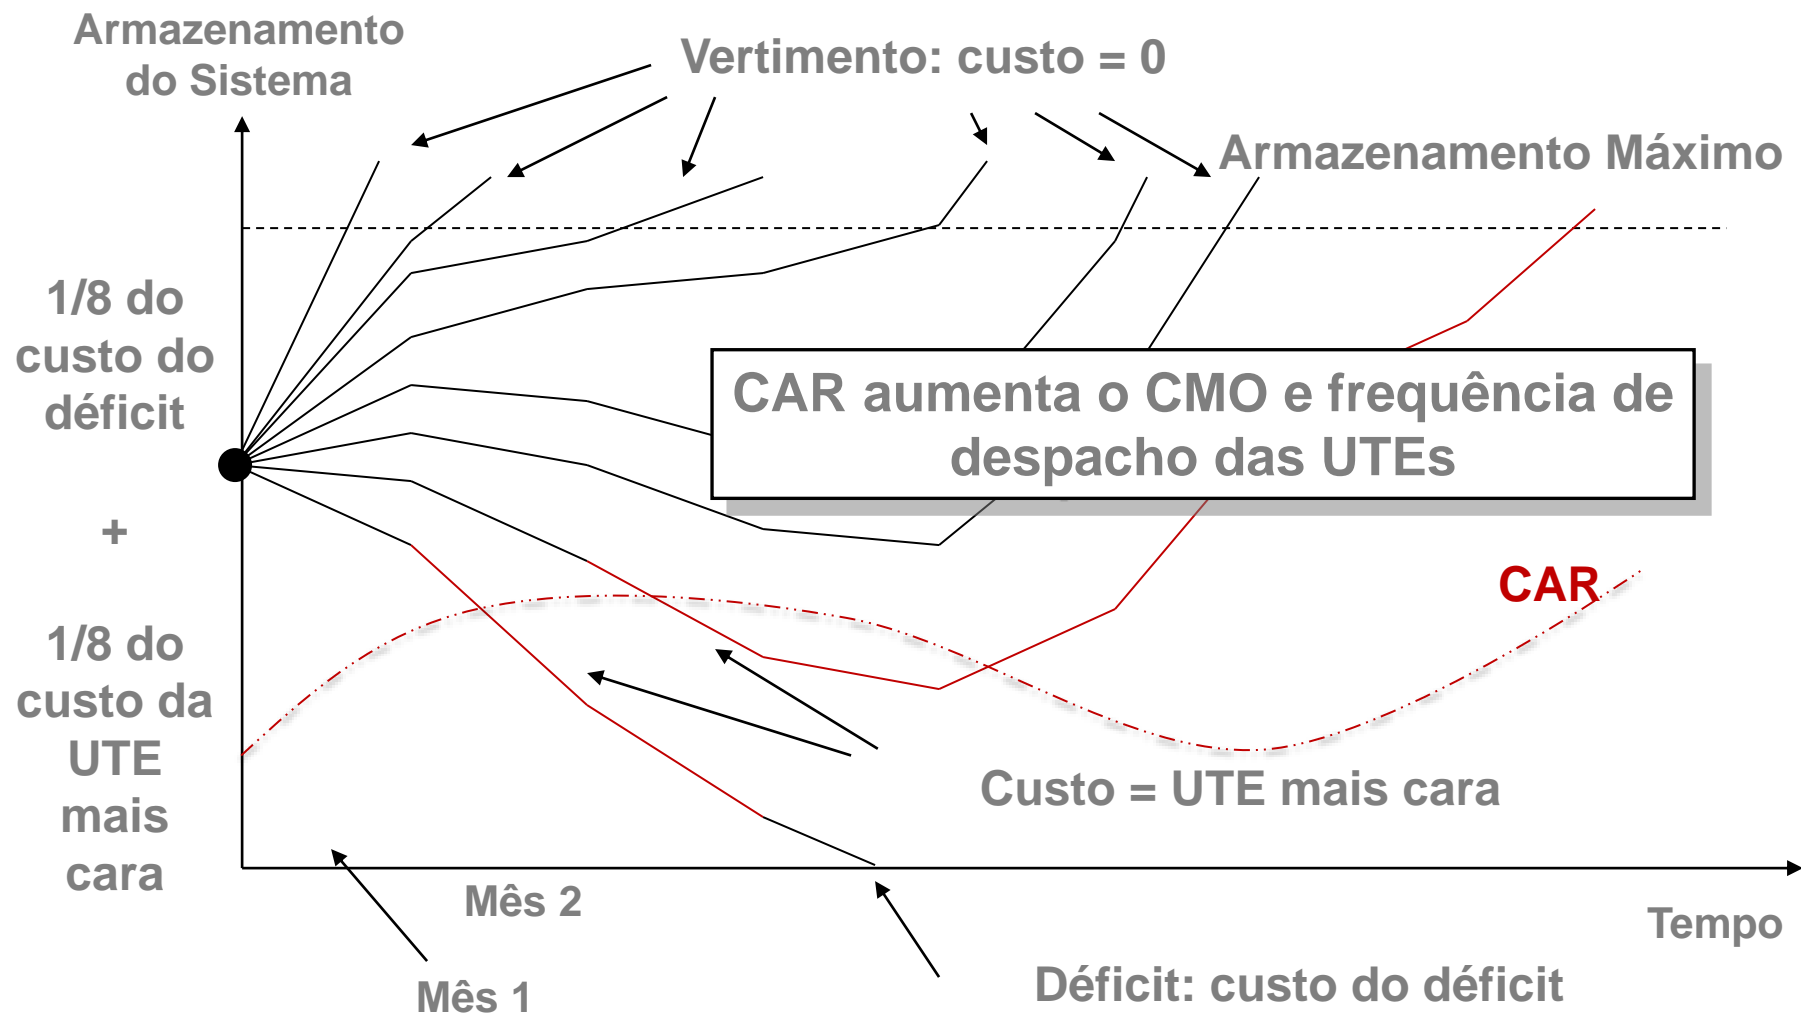 Armazenamento
do Sistema
Vertimento: custo = 0
Armazenamento Máximo
1/8 do
custo do
déficit
+
1/8 do
custo da
UTE
mais
cara
CAR aumenta o CMO e frequência de
despacho das UTEs
CAR
Custo = UTE mais cara
Mês 2
Tempo
Mês 1
Déficit: custo do déficit